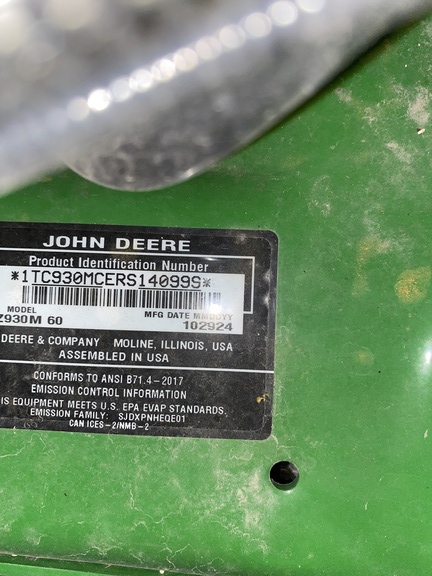 JOHN DEERE
Product Identification Number
*1TC930MCERS140999*
MODEL MFG DATE MMDDYY
Z930M 60 102924
DEERE & COMPANY MOLINE, ILLINOIS, USA
ASSEMBLED IN USA
CONFORMS TO ANSI B71.4-2017
EMISSION CONTROL INFORMATION
IS EQUIPMENT MEETS U.S. EPA EVAP STANDARDS.
EMISSION FAMILY: SJDXPNHEQE01
CAN ICES-2/NMB-2